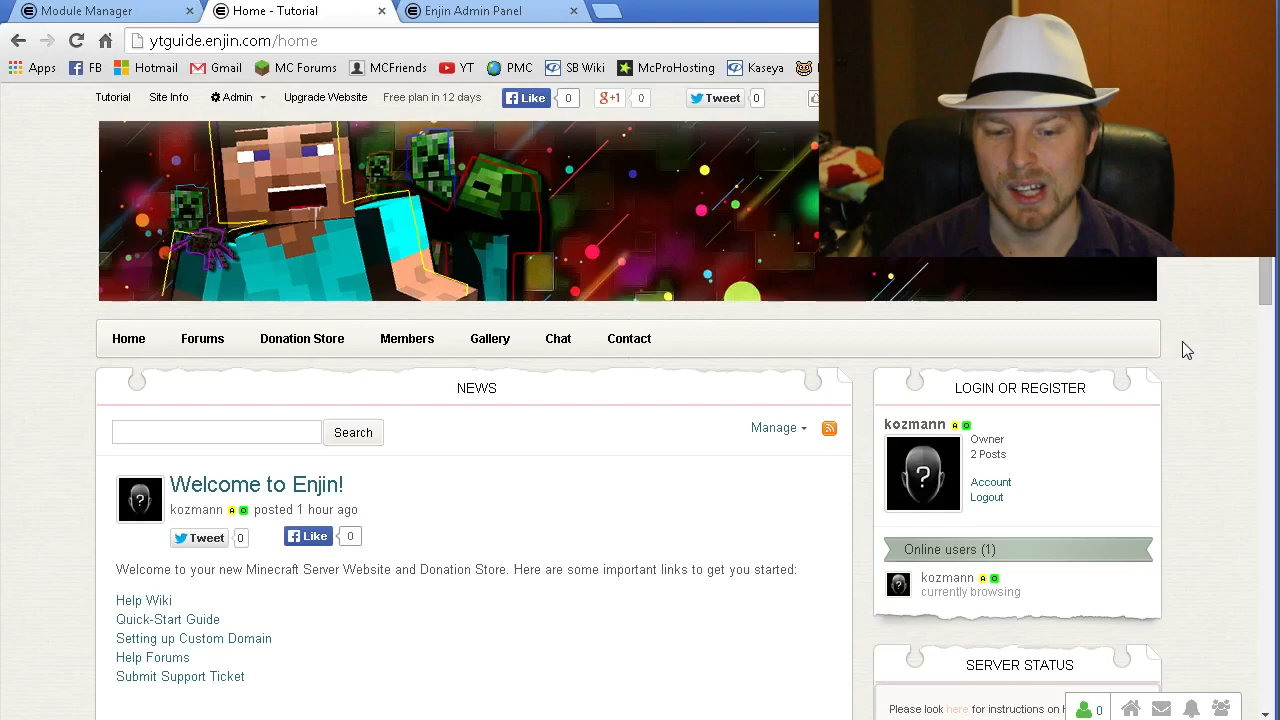 Module Manager
Home - Tutorial
Enjin Admin Panel
ytguide.enjin.com/home
Apps FB Hotmail Gmail MC Forums MCFriends YT PMC SB Wiki McProHosting Kaseya
Tutorial Site Info Admin Upgrade Website Free plan in 12 days Like 0 g+1 0 Tweet 0
Home Forums Donation Store Members Gallery Chat Contact
NEWS
Search
Manage
Welcome to Enjin!
kozmann A O posted 1 hour ago
Tweet 0 Like 0
Welcome to your new Minecraft Server Website and Donation Store. Here are some important links to get you started:
Help Wiki
Quick-Start Guide
Setting up Custom Domain
Help Forums
Submit Support Ticket
LOGIN OR REGISTER
kozmann A O
?
Owner
2 Posts
Account
Logout
Online users (1)
kozmann A O
currently browsing
SERVER STATUS
Please look here for instructions on
0